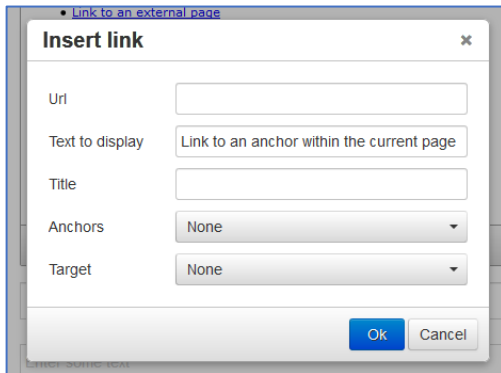 Link to an external page
Insert link ×
Url
Text to display Link to an anchor within the current page
Title
Anchors None
Target None
Ok Cancel
Enter some text